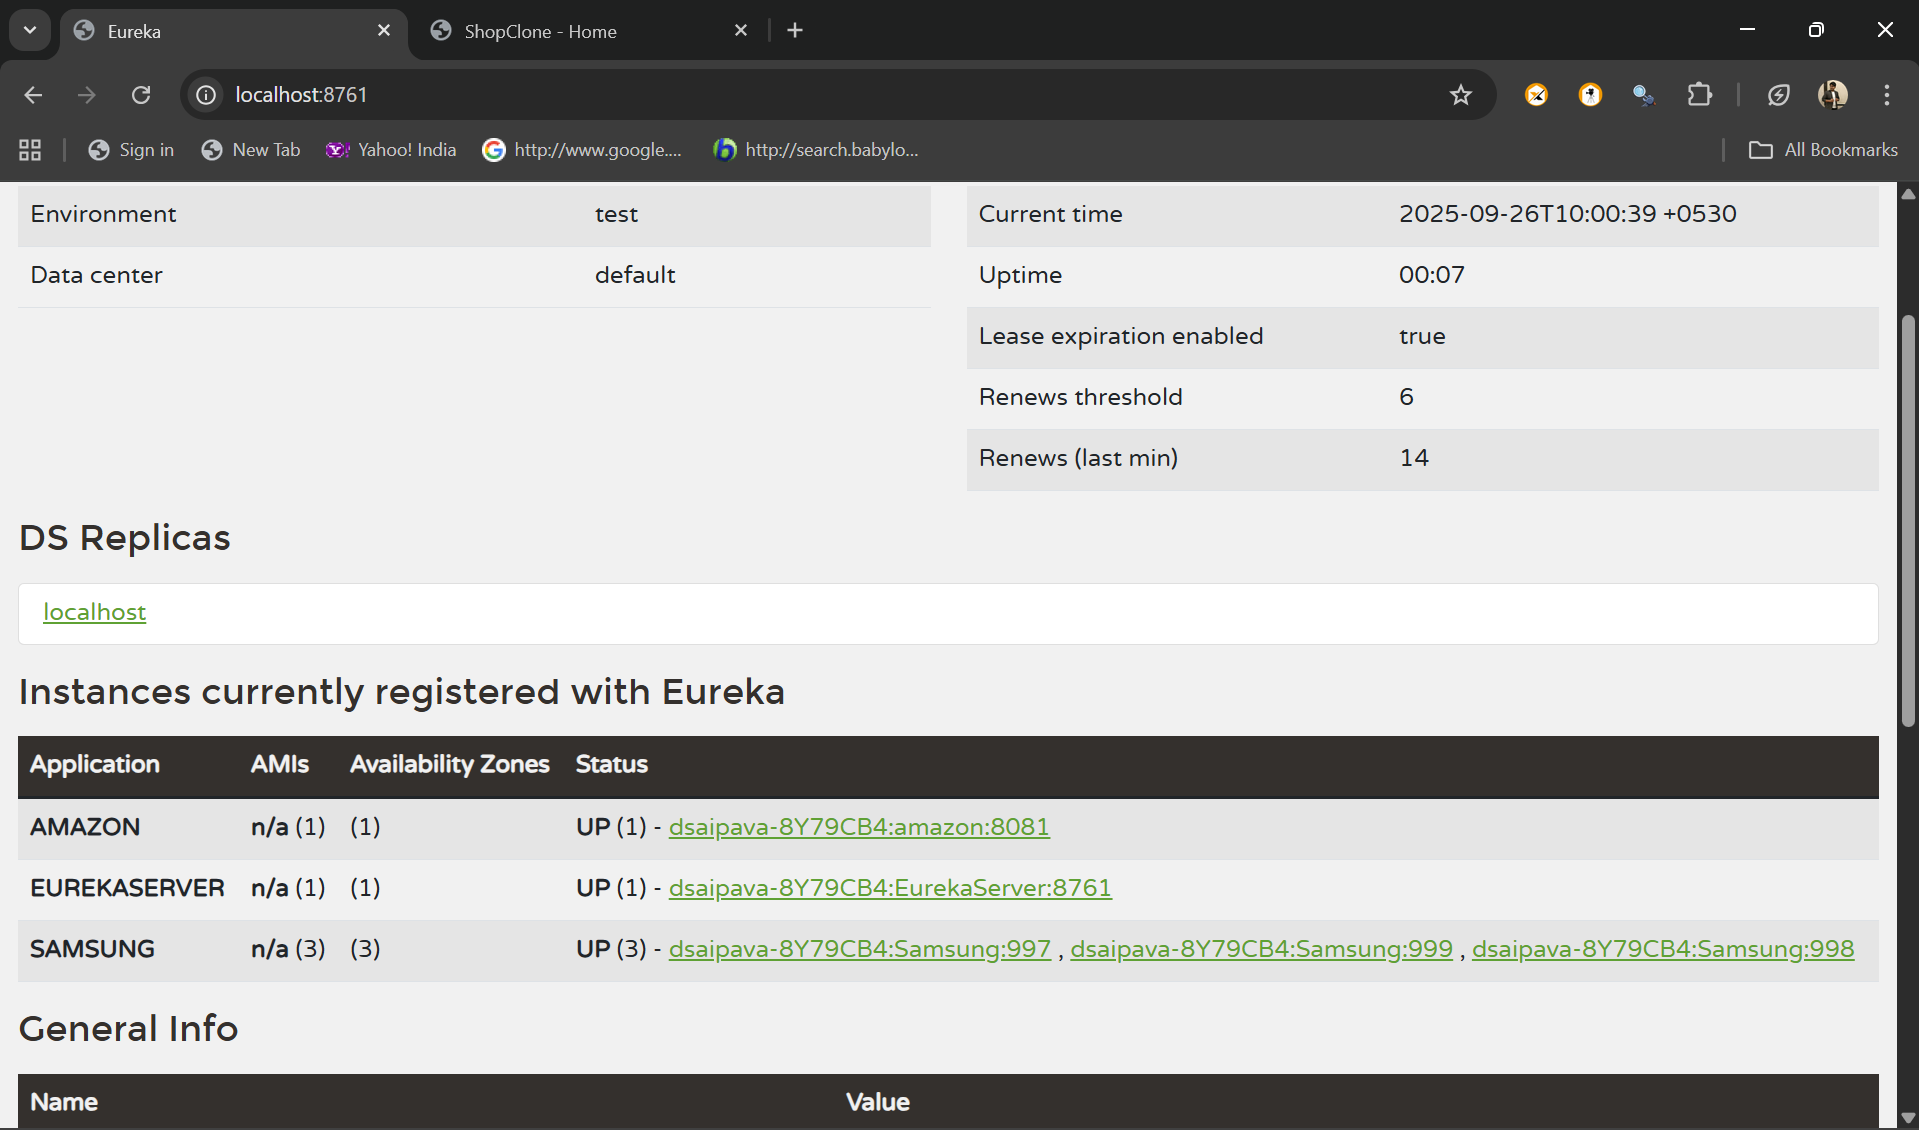 Eureka
ShopClone - Home
localhost:8761
Sign in
New Tab
Yahoo! India
http://www.google....
http://search.babylo...
All Bookmarks
Environment test
Data center default
Current time 2025-09-26T10:00:39 +0530
Uptime 00:07
Lease expiration enabled true
Renews threshold 6
Renews (last min) 14
DS Replicas
localhost
Instances currently registered with Eureka
Application AMIs Availability Zones Status
AMAZON n/a (1) (1) UP (1) - dsaipava-8Y79CB4:amazon:8081
EUREKASERVER n/a (1) (1) UP (1) - dsaipava-8Y79CB4:EurekaServer:8761
SAMSUNG n/a (3) (3) UP (3) - dsaipava-8Y79CB4:Samsung:997 , dsaipava-8Y79CB4:Samsung:999 , dsaipava-8Y79CB4:Samsung:998
General Info
Name Value